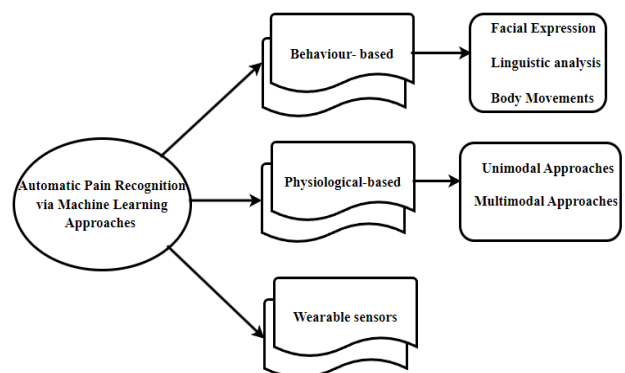 Behaviour- based
Facial Expression
Linguistic analysis
Body Movements
Automatic Pain Recognition
via Machine Learning
Approaches
Physiological-based
Unimodal Approaches
Multimodal Approaches
Wearable sensors